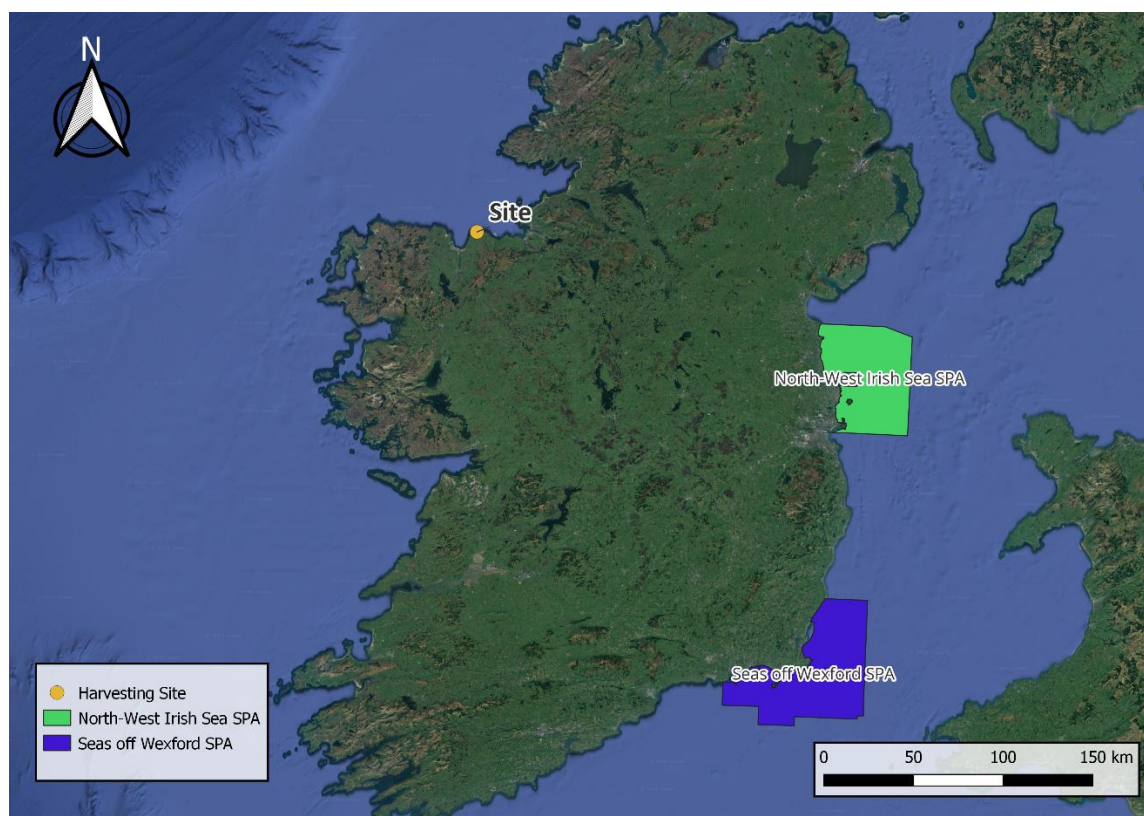 N
Site
North-West Irish Sea SPA
Seas off Wexford SPA
Harvesting Site
North-West Irish Sea SPA
Seas off Wexford SPA
0 50 100 150 km